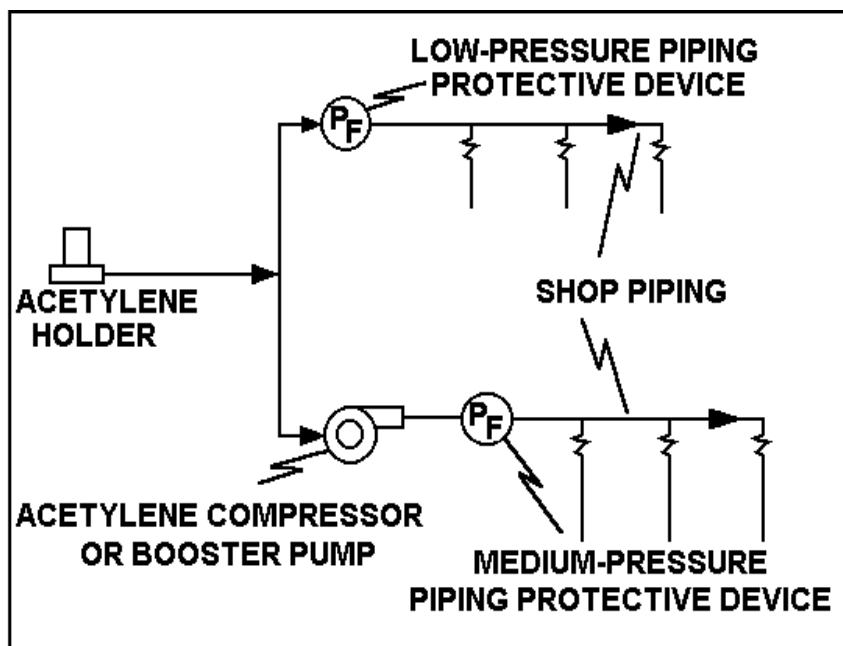 LOW-PRESSURE PIPING
PROTECTIVE DEVICE
PF
ACETYLENE
HOLDER
SHOP PIPING
PF
ACETYLENE COMPRESSOR
OR BOOSTER PUMP
MEDIUM-PRESSURE
PIPING PROTECTIVE DEVICE